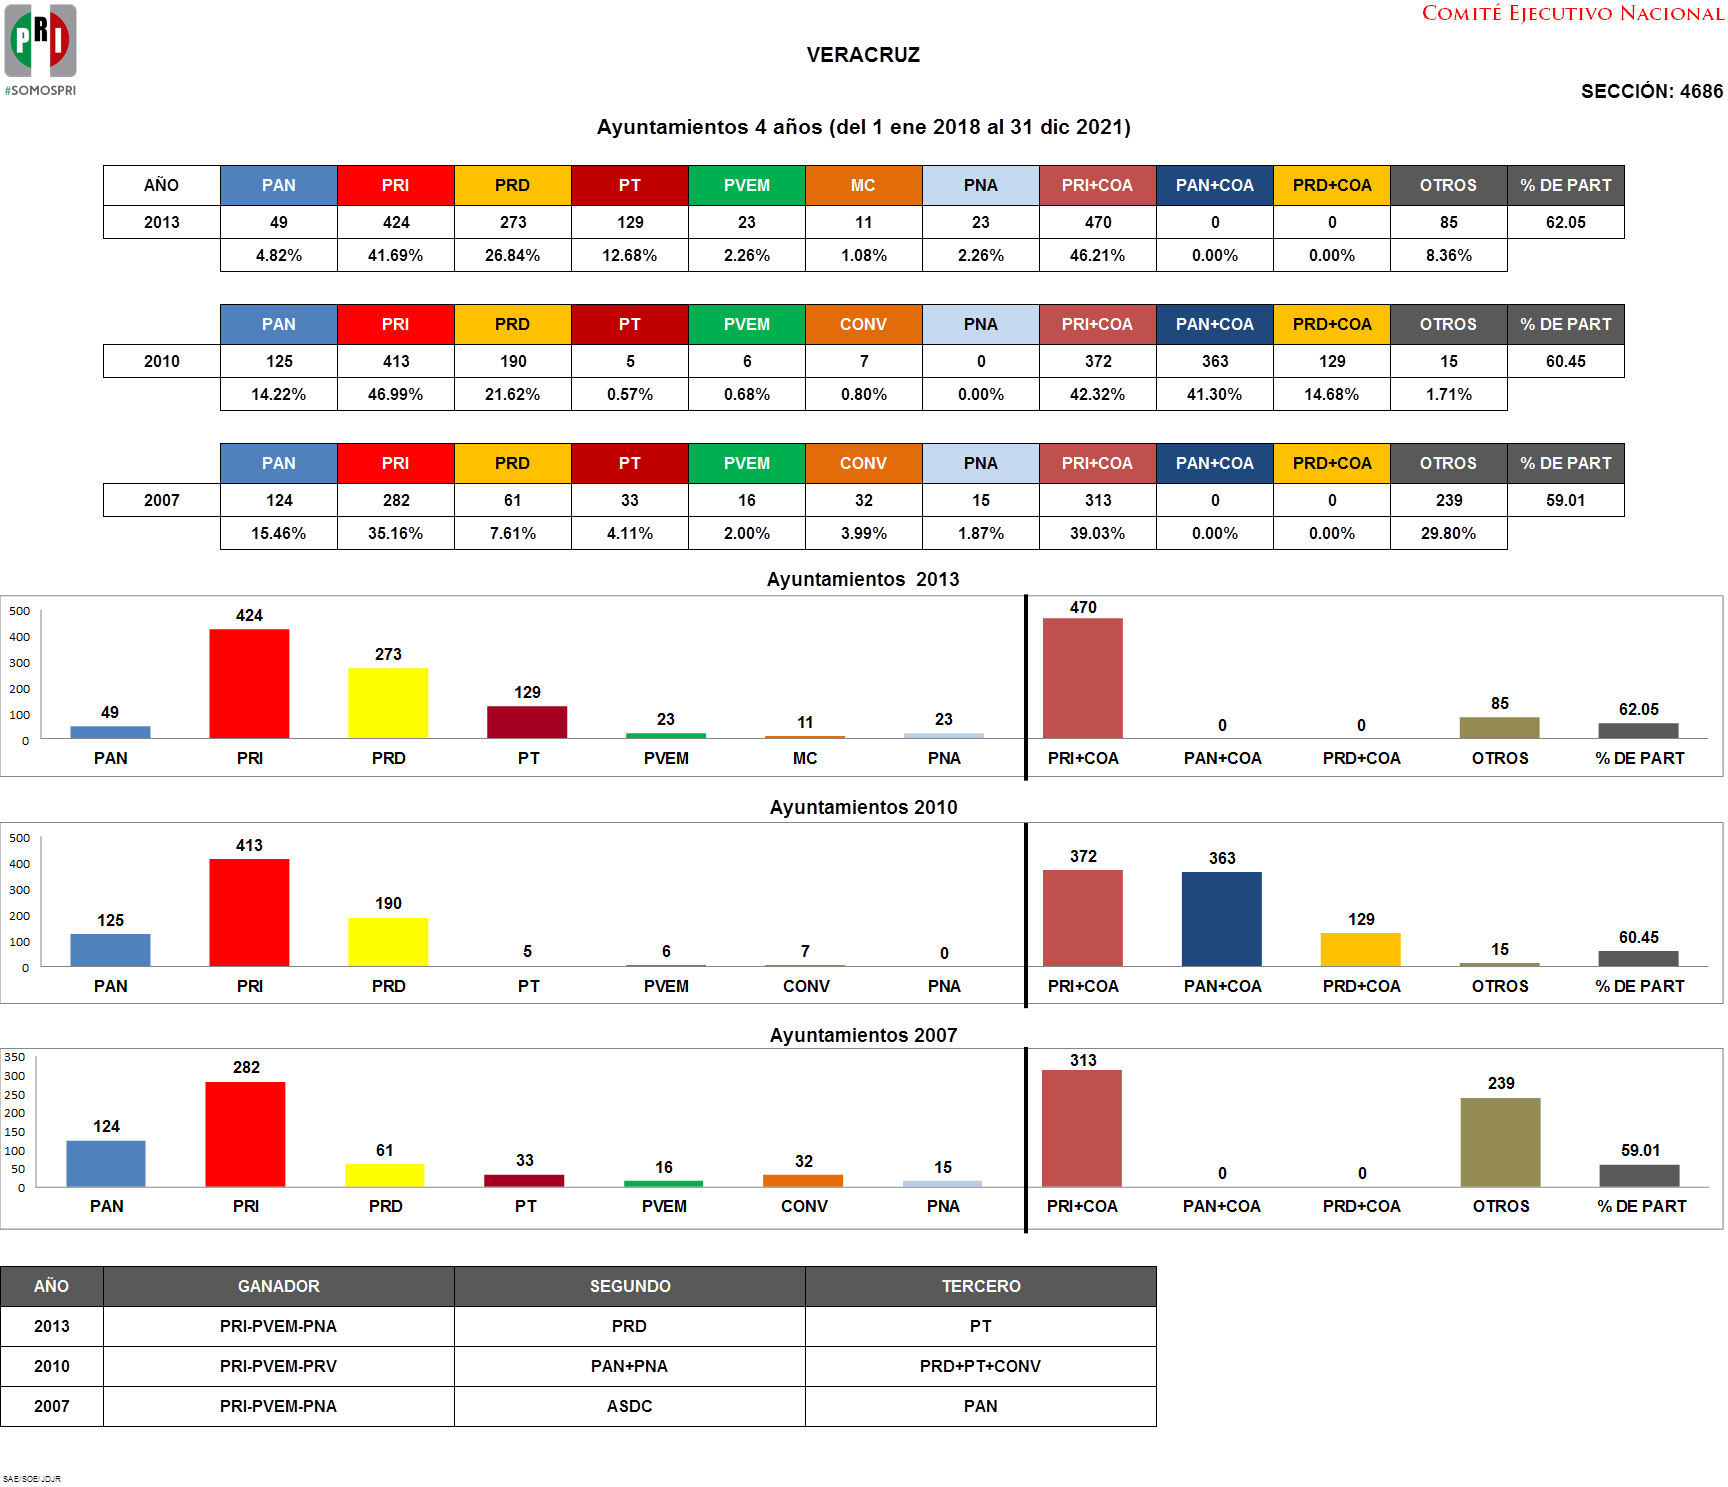 COMITÉ EJECUTIVO NACIONAL
PRI
#SOMOSPRI
VERACRUZ
SECCIÓN: 4686
Ayuntamientos 4 años (del 1 ene 2018 al 31 dic 2021)
AÑO PAN PRI PRD PT PVEM MC PNA PRI+COA PAN+COA PRD+COA OTROS % DE PART
2013 49 424 273 129 23 11 23 470 0 0 85 62.05
4.82% 41.69% 26.84% 12.68% 2.26% 1.08% 2.26% 46.21% 0.00% 0.00% 8.36%
PAN PRI PRD PT PVEM CONV PNA PRI+COA PAN+COA PRD+COA OTROS % DE PART
2010 125 413 190 5 6 7 0 372 363 129 15 60.45
14.22% 46.99% 21.62% 0.57% 0.68% 0.80% 0.00% 42.32% 41.30% 14.68% 1.71%
PAN PRI PRD PT PVEM CONV PNA PRI+COA PAN+COA PRD+COA OTROS % DE PART
2007 124 282 61 33 16 32 15 313 0 0 239 59.01
15.46% 35.16% 7.61% 4.11% 2.00% 3.99% 1.87% 39.03% 0.00% 0.00% 29.80%
Ayuntamientos 2013
500
400
300
200
100
0
49 424 273 129 23 11 23 470 0 0 85 62.05
PAN PRI PRD PT PVEM MC PNA PRI+COA PAN+COA PRD+COA OTROS % DE PART
Ayuntamientos 2010
500
400
300
200
100
0
125 413 190 5 6 7 0 372 363 129 15 60.45
PAN PRI PRD PT PVEM CONV PNA PRI+COA PAN+COA PRD+COA OTROS % DE PART
Ayuntamientos 2007
350
300
250
200
150
100
50
0
124 282 61 33 16 32 15 313 0 0 239 59.01
PAN PRI PRD PT PVEM CONV PNA PRI+COA PAN+COA PRD+COA OTROS % DE PART
AÑO GANADOR SEGUNDO TERCERO
2013 PRI-PVEM-PNA PRD PT
2010 PRI-PVEM-PRV PAN+PNA PRD+PT+CONV
2007 PRI-PVEM-PNA ASDC PAN
SAE/SOE/JDJR